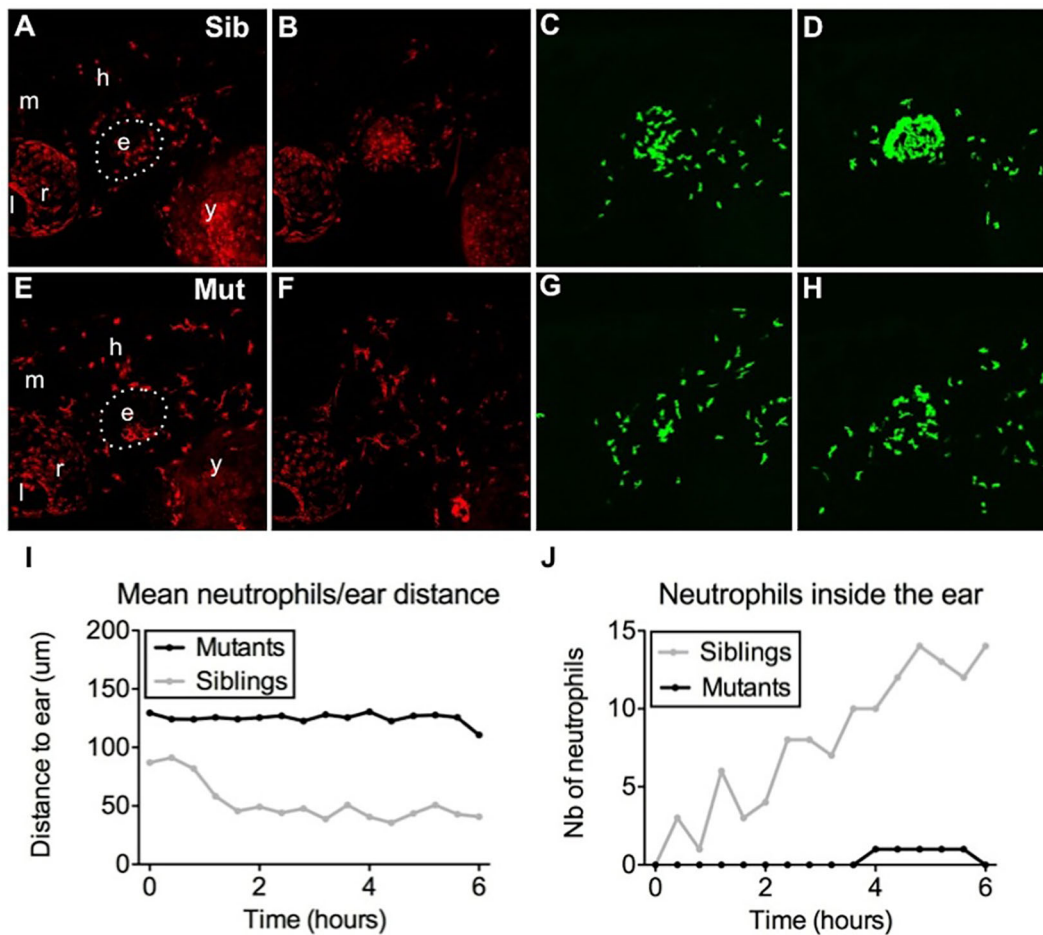 A Sib B C D
h
m
e
r
l
y
E Mut F G H
h
m
e
r
l
y
I J
Mean neutrophils/ear distance
Distance to ear (um)
200
150
100
50
0
Mutants
Siblings
0 2 4 6
Time (hours)
Neutrophils inside the ear
Nb of neutrophils
15
10
5
0
Siblings
Mutants
0 2 4 6
Time (hours)